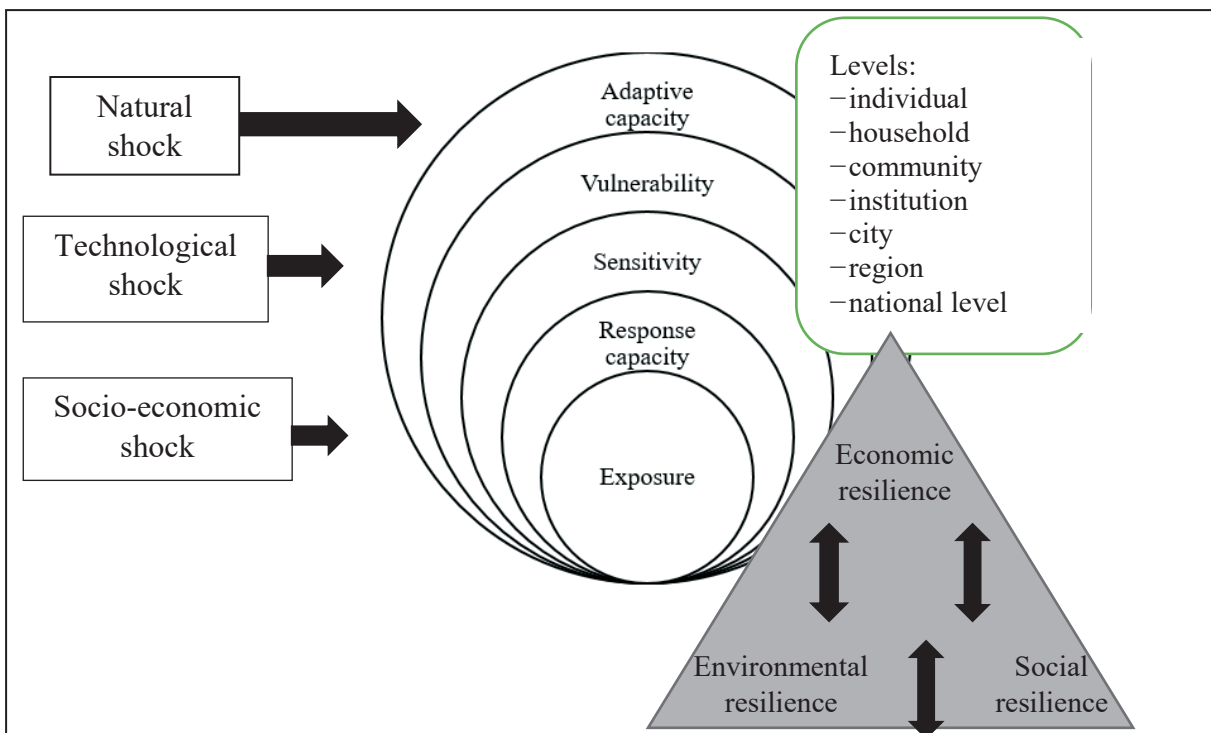 Natural
shock
Technological
shock
Socio-economic
shock
Adaptive
capacity
Vulnerability
Sensitivity
Response
capacity
Exposure
Levels:
−individual
−household
−community
−institution
−city
−region
−national level
Economic
resilience
Environmental
resilience
Social
resilience